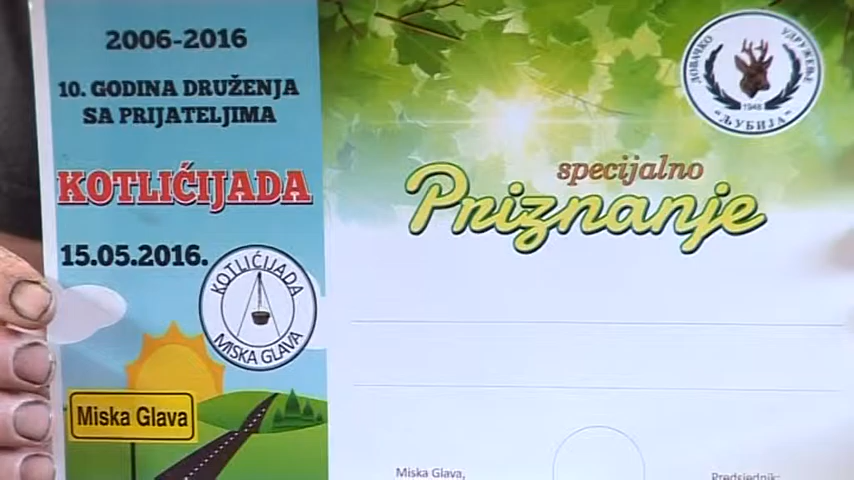 2006-2016
10. GODINA DRUŽENJA
SA PRIJATELJIMA
KOTLIĆIJADA
15.05.2016.
KOTLIĆIJADA
MISKA GLAVA
Miska Glava
ЛОВАЧКО УДРУЖЕЊЕ
1946
"ЉУБИЈА"
specijalno
Priznanje
Miska Glava,
Predsjednik: